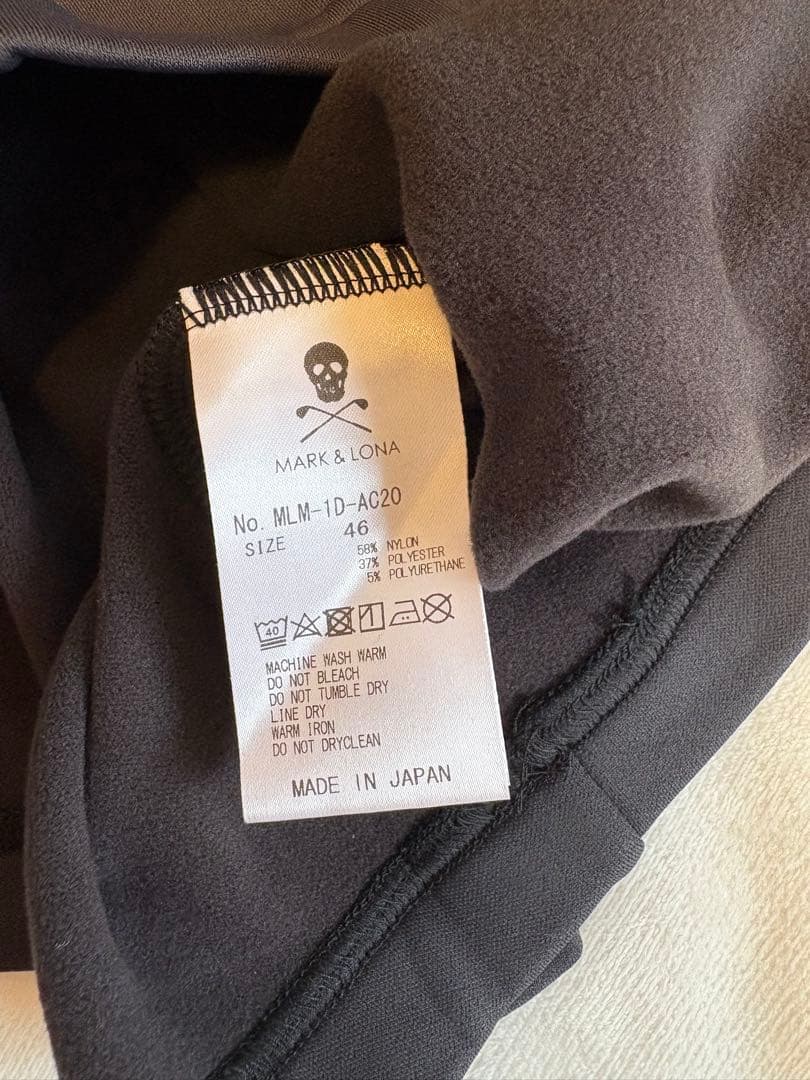 MARK & LONA
No. MLM-1D-AC20
SIZE 46
58% NYLON
37% POLYESTER
5% POLYURETHANE
40
MACHINE WASH WARM
DO NOT BLEACH
DO NOT TUMBLE DRY
LINE DRY
WARM IRON
DO NOT DRYCLEAN
MADE IN JAPAN